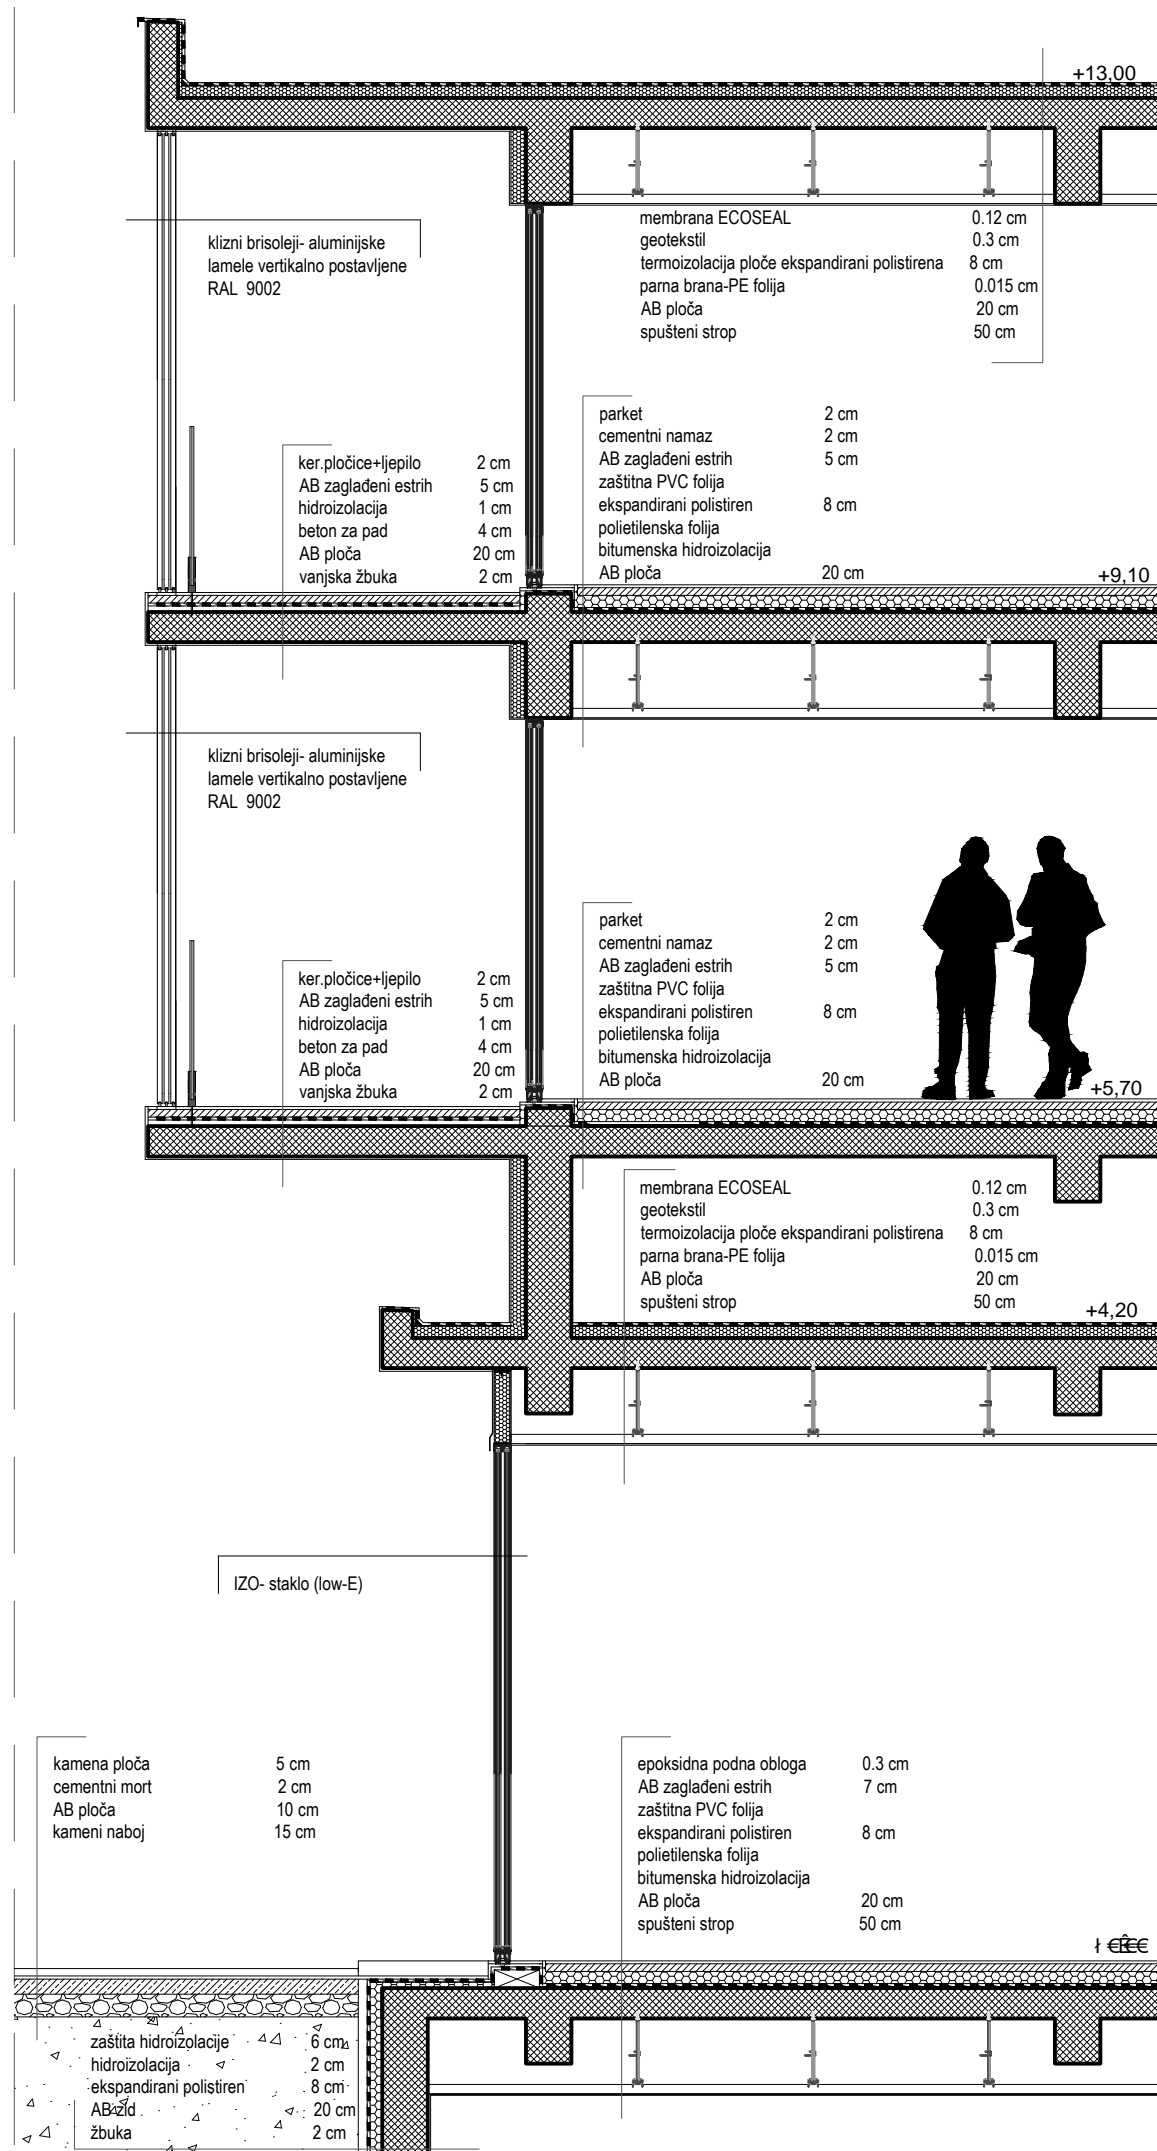 +13,00
membrana ECOSEAL 0.12 cm
geotekstil 0.3 cm
termoizolacija ploče ekspandirani polistirena 8 cm
parna brana-PE folija 0.015 cm
AB ploča 20 cm
spušteni strop 50 cm
klizni brisoleji- aluminijske
lamele vertikalno postavljene
RAL 9002
parket 2 cm
cementni namaz 2 cm
AB zaglađeni estrih 5 cm
zaštitna PVC folija
ekspandirani polistiren 8 cm
polietilenska folija
bitumenska hidroizolacija
AB ploča 20 cm
ker.pločice+ljepilo 2 cm
AB zaglađeni estrih 5 cm
hidroizolacija 1 cm
beton za pad 4 cm
AB ploča 20 cm
vanjska žbuka 2 cm
+9,10
klizni brisoleji- aluminijske
lamele vertikalno postavljene
RAL 9002
parket 2 cm
cementni namaz 2 cm
AB zaglađeni estrih 5 cm
zaštitna PVC folija
ekspandirani polistiren 8 cm
polietilenska folija
bitumenska hidroizolacija
AB ploča 20 cm
ker.pločice+ljepilo 2 cm
AB zaglađeni estrih 5 cm
hidroizolacija 1 cm
beton za pad 4 cm
AB ploča 20 cm
vanjska žbuka 2 cm
+5,70
membrana ECOSEAL 0.12 cm
geotekstil 0.3 cm
termoizolacija ploče ekspandirani polistirena 8 cm
parna brana-PE folija 0.015 cm
AB ploča 20 cm
spušteni strop 50 cm
+4,20
IZO- staklo (low-E)
kamena ploča 5 cm
cementni mort 2 cm
AB ploča 10 cm
kameni naboj 15 cm
epoksidna podna obloga 0.3 cm
AB zaglađeni estrih 7 cm
zaštitna PVC folija
ekspandirani polistiren 8 cm
polietilenska folija
bitumenska hidroizolacija
AB ploča 20 cm
spušteni strop 50 cm
zaštita hidroizolacije 6 cm
hidroizolacija 2 cm
ekspandirani polistiren 8 cm
AB zid 20 cm
žbuka 2 cm